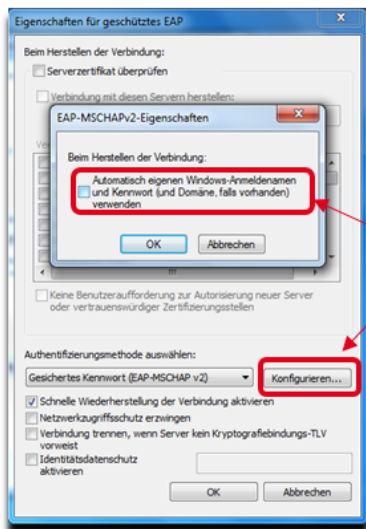 Eigenschaften für geschütztes EAP
Beim Herstellen der Verbindung:
Serverzertifikat überprüfen
Verbindung mit diesen Servern herstellen:
EAP-MSCHAPv2-Eigenschaften
Beim Herstellen der Verbindung:
Automatisch eigenen Windows-Anmeldenamen
und Kennwort (und Domäne, falls vorhanden)
verwenden
OK Abbrechen
Keine Benutzeraufforderung zur Autorisierung neuer Server
oder vertrauenswürdiger Zertifizierungsstellen
Authentifizierungsmethode auswählen:
Gesichertes Kennwort (EAP-MSCHAP v2) Konfigurieren...
Schnelle Wiederherstellung der Verbindung aktivieren
Netzwerkzugriffsschutz erzwingen
Verbindung trennen, wenn Server kein Kryptografiebindungs-TLV
vorweist
Identitätsdatenschutz
aktivieren
OK Abbrechen